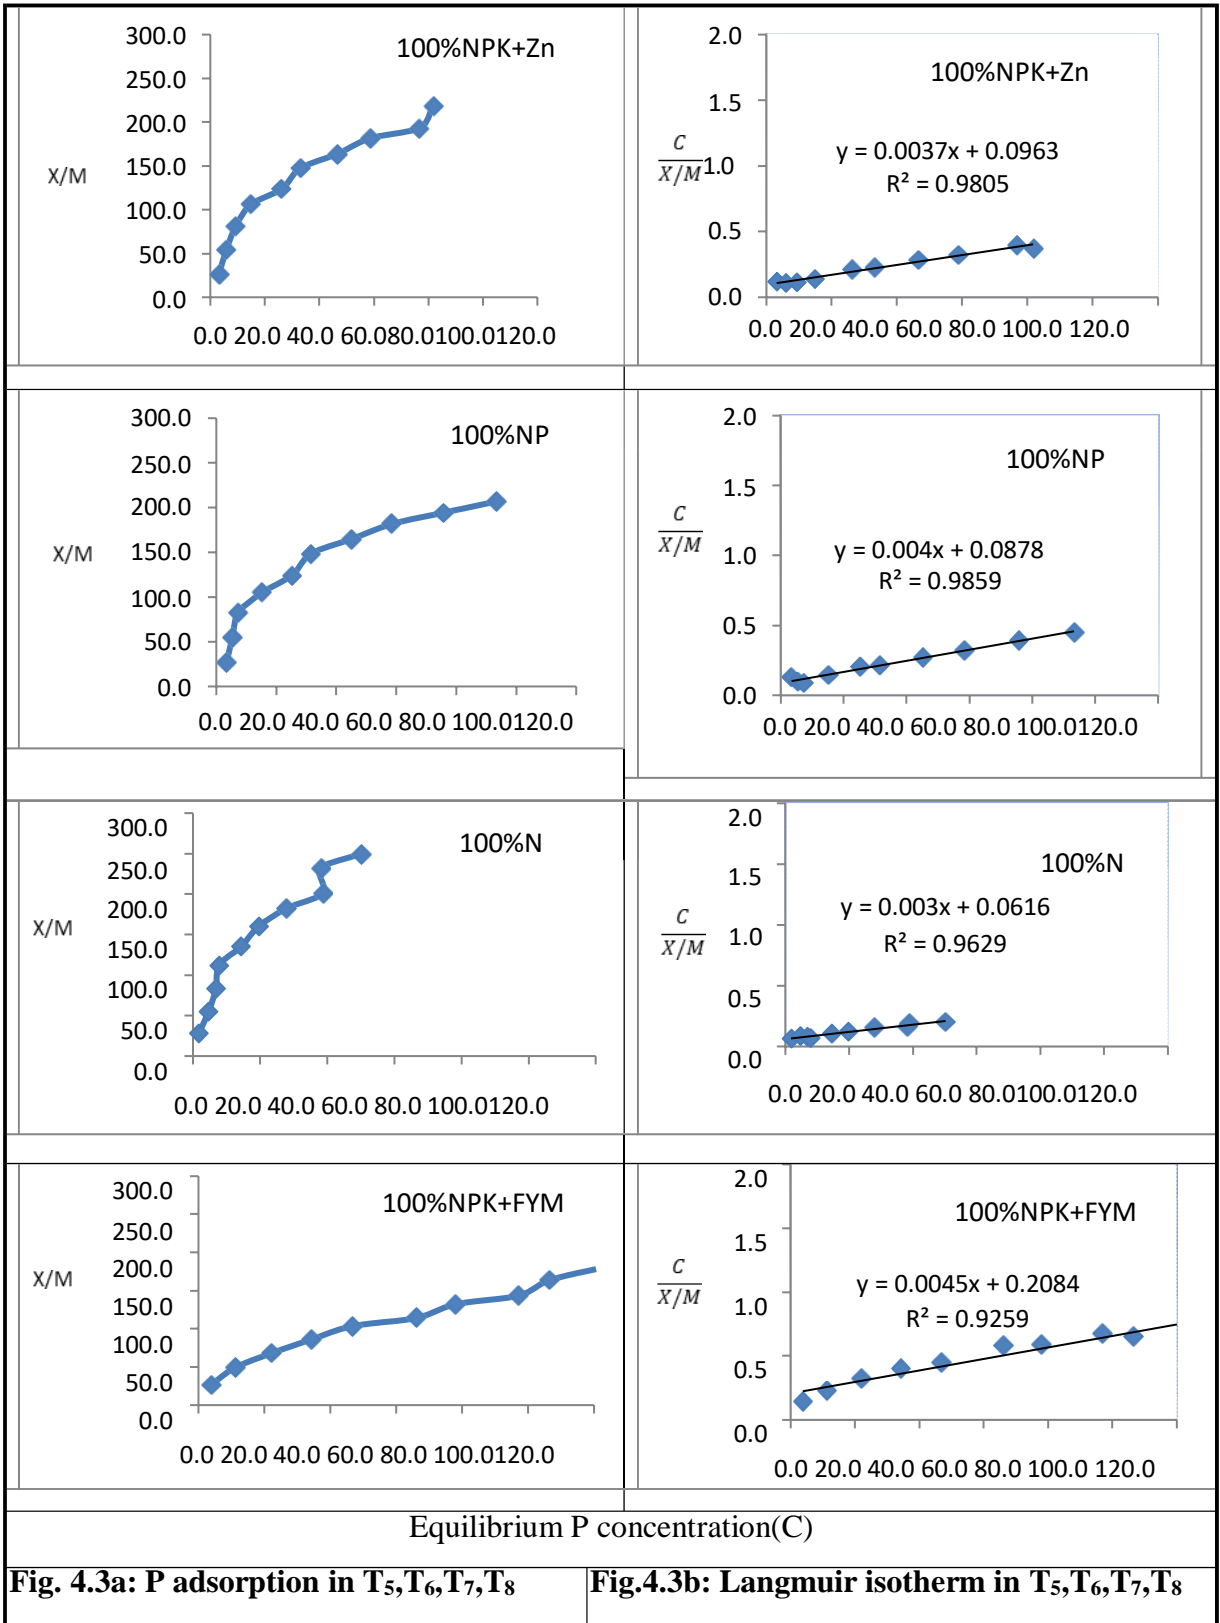 300.0
250.0
200.0
150.0
100.0
50.0
0.0
X/M
100%NPK+Zn
0.0 20.0 40.0 60.080.0100.0120.0
2.0
1.5
1.0
0.5
0.0
C
X/M
100%NPK+Zn
y = 0.0037x + 0.0963
R² = 0.9805
0.0 20.0 40.0 60.0 80.0 100.0 120.0
300.0
250.0
200.0
150.0
100.0
50.0
0.0
X/M
100%NP
0.0 20.0 40.0 60.0 80.0 100.0120.0
2.0
1.5
1.0
0.5
0.0
C
X/M
100%NP
y = 0.004x + 0.0878
R² = 0.9859
0.0 20.0 40.0 60.0 80.0 100.0120.0
300.0
250.0
200.0
150.0
100.0
50.0
0.0
X/M
100%N
0.0 20.0 40.0 60.0 80.0 100.0120.0
2.0
1.5
1.0
0.5
0.0
C
X/M
100%N
y = 0.003x + 0.0616
R² = 0.9629
0.0 20.0 40.0 60.0 80.0 100.0120.0
300.0
250.0
200.0
150.0
100.0
50.0
0.0
X/M
100%NPK+FYM
0.0 20.0 40.0 60.0 80.0 100.0120.0
2.0
1.5
1.0
0.5
0.0
C
X/M
100%NPK+FYM
y = 0.0045x + 0.2084
R² = 0.9259
0.0 20.0 40.0 60.0 80.0 100.0 120.0
Equilibrium P concentration(C)
Fig. 4.3a: P adsorption in T₅,T₆,T₇,T₈
Fig.4.3b: Langmuir isotherm in T₅,T₆,T₇,T₈